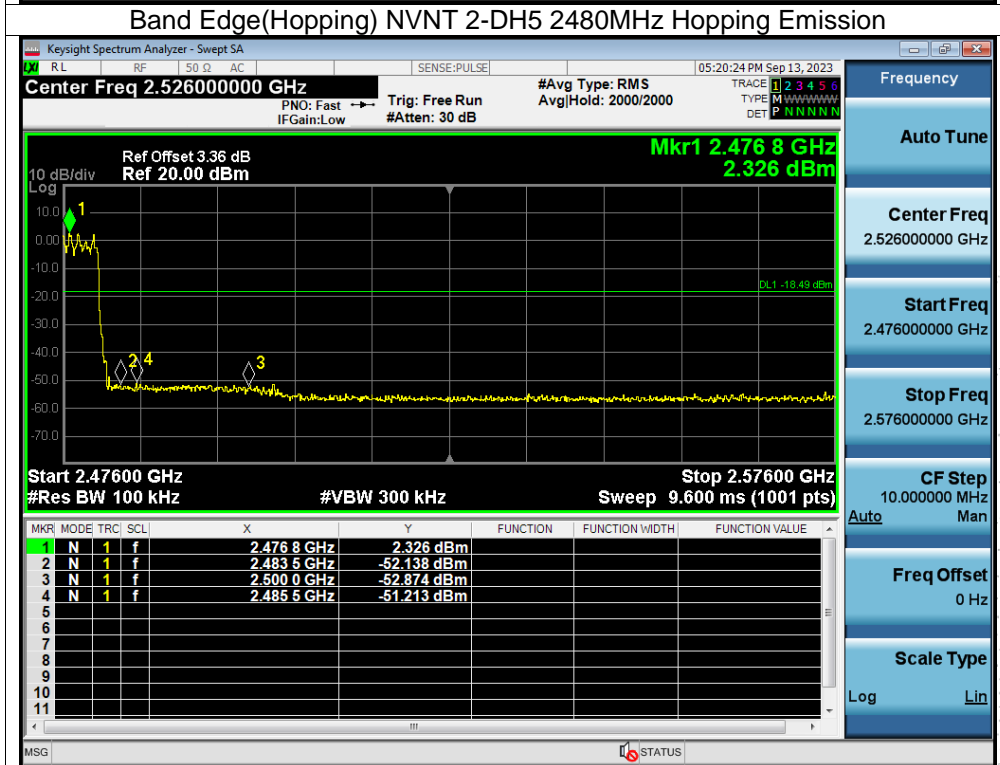 Band Edge(Hopping) NVNT 2-DH5 2480MHz Hopping Emission
Keysight Spectrum Analyzer - Swept SA
LXI RL RF 50 Ω AC SENSE:PULSE 05:20:24 PM Sep 13, 2023
Center Freq 2.526000000 GHz
PNO: Fast
IFGain:Low
Trig: Free Run
#Atten: 30 dB
#Avg Type: RMS
Avg|Hold: 2000/2000
TRACE 1 2 3 4 5 6
TYPE M WWWWW
DET P N N N N N
Mkr1 2.476 8 GHz
2.326 dBm
Ref Offset 3.36 dB
10 dB/div Ref 20.00 dBm
Log
10.0
0.00
-10.0
-20.0
-30.0
-40.0
-50.0
-60.0
-70.0
1
2
4
3
DL1 -18.49 dBm
Start 2.47600 GHz Stop 2.57600 GHz
#Res BW 100 kHz #VBW 300 kHz Sweep 9.600 ms (1001 pts)
MKR MODE TRC SCL X Y FUNCTION FUNCTION WIDTH FUNCTION VALUE
1 N 1 f 2.476 8 GHz 2.326 dBm
2 N 1 f 2.483 5 GHz -52.138 dBm
3 N 1 f 2.500 0 GHz -52.874 dBm
4 N 1 f 2.485 5 GHz -51.213 dBm
5
6
7
8
9
10
11
MSG STATUS
Frequency
Auto Tune
Center Freq
2.526000000 GHz
Start Freq
2.476000000 GHz
Stop Freq
2.576000000 GHz
CF Step
10.000000 MHz
Auto Man
Freq Offset
0 Hz
Scale Type
Log Lin